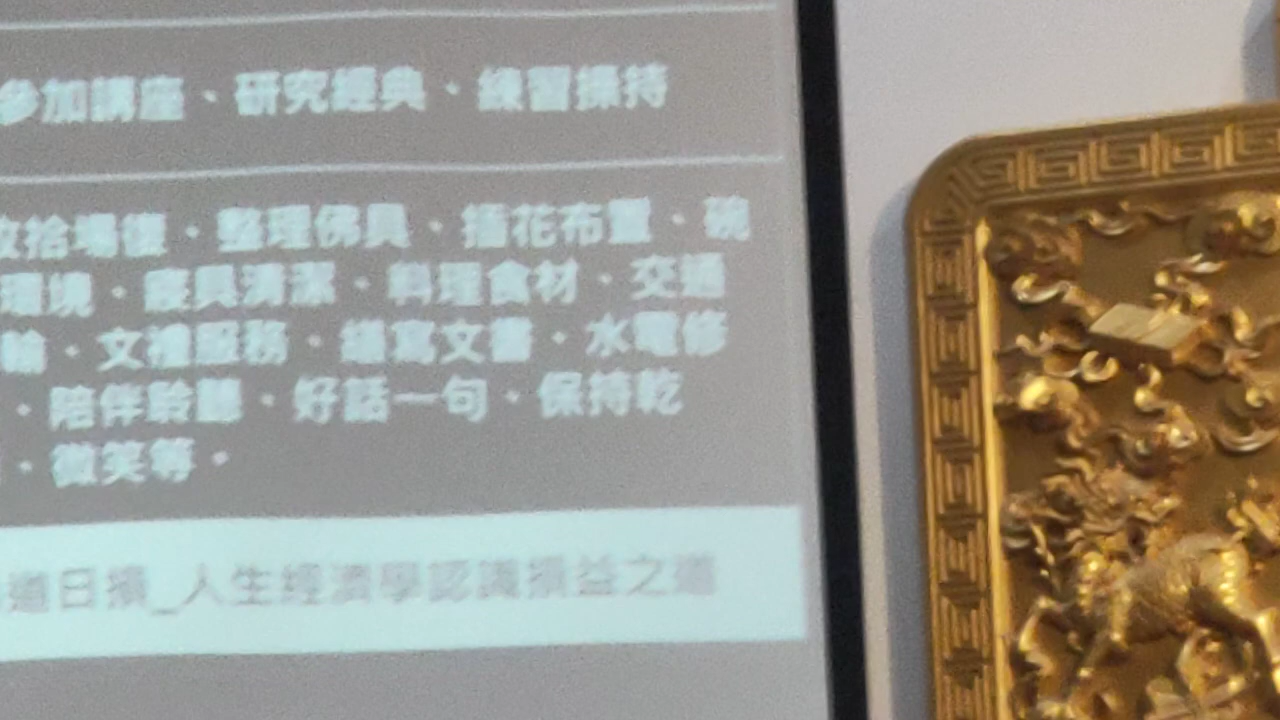 參加講座、研究經典、練習操持
收拾場復、整理佛具、插花布置、碗
環境、廚具清潔、料理食材、交通
輸、文禮服務、繕寫文書、水電修
、陪伴聆聽、好話一句、保持乾
、微笑等。
道日損_人生經濟學認識損益之道